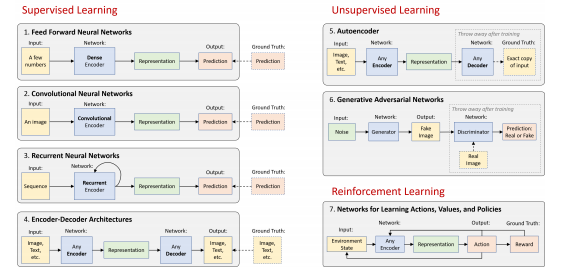 Supervised Learning
1. Feed Forward Neural Networks
Input:
Network:
Output:
Ground Truth:
A few
numbers
Dense
Encoder
Representation
Prediction
Prediction
2. Convolutional Neural Networks
Input:
Network:
Output:
Ground Truth:
An image
Convolutional
Encoder
Representation
Prediction
Prediction
3. Recurrent Neural Networks
Input:
Network:
Output:
Ground Truth:
Sequence
Recurrent
Encoder
Representation
Prediction
Prediction
4. Encoder-Decoder Architectures
Input:
Network:
Network:
Output:
Ground Truth:
Image,
Text,
etc.
Any
Encoder
Representation
Any
Decoder
Image,
Text,
etc.
Image,
Text,
etc.
Unsupervised Learning
5. Autoencoder
Throw away after training
Input:
Network:
Network:
Ground Truth:
Image,
Text,
etc.
Any
Encoder
Representation
Any
Decoder
Exact copy
of input
6. Generative Adversarial Networks
Throw away after training
Input:
Network:
Output:
Network:
Noise
Generator
Fake
Image
Discriminator
Prediction:
Real or Fake
Real
Image
Reinforcement Learning
7. Networks for Learning Actions, Values, and Policies
Input:
Network:
Output:
Ground Truth:
Environment
State
Any
Encoder
Representation
Action
Reward